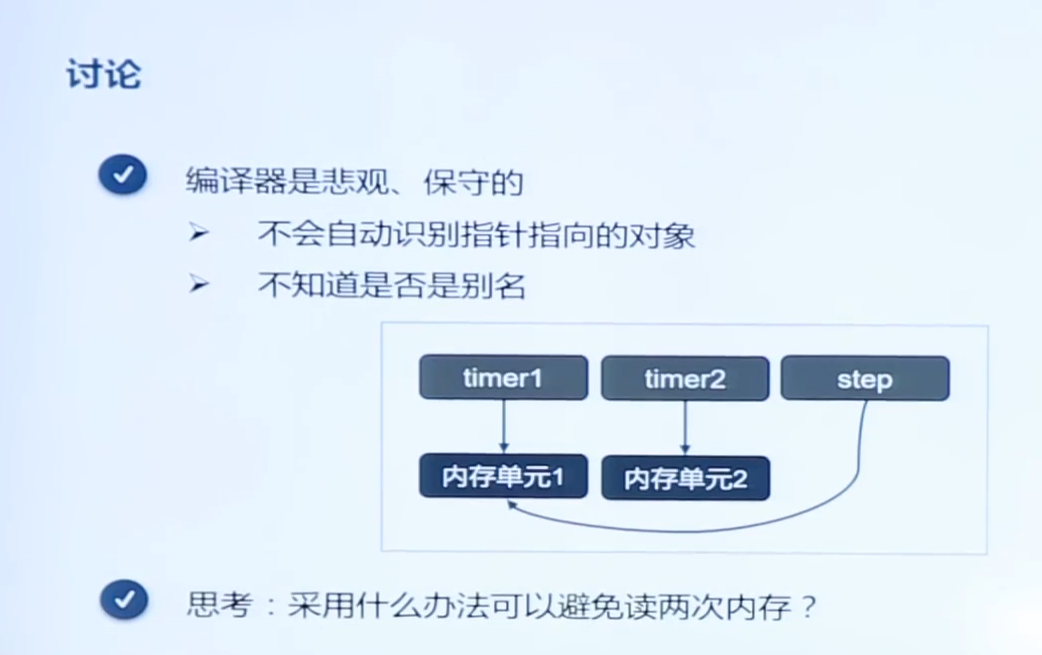 讨论
编译器是悲观、保守的
不会自动识别指针指向的对象
不知道是否是别名
timer1 timer2 step
内存单元1 内存单元2
思考：采用什么办法可以避免读两次内存？